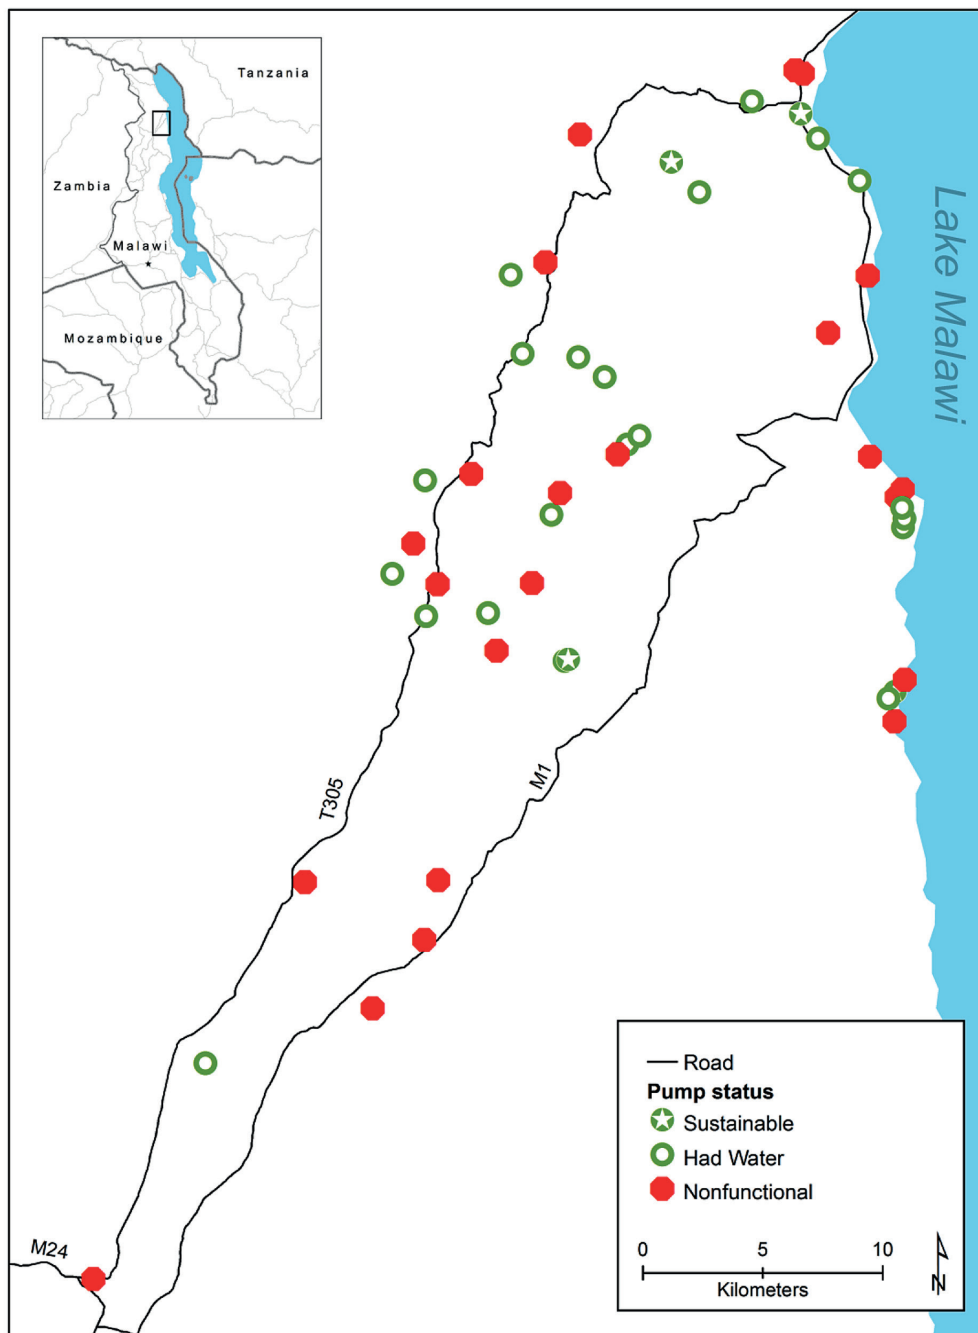 Tanzania
Zambia
Malawi
Mozambique
Lake Malawi
T305
M1
M24
Road
Pump status
Sustainable
Had Water
Nonfunctional
0 5 10
Kilometers
N